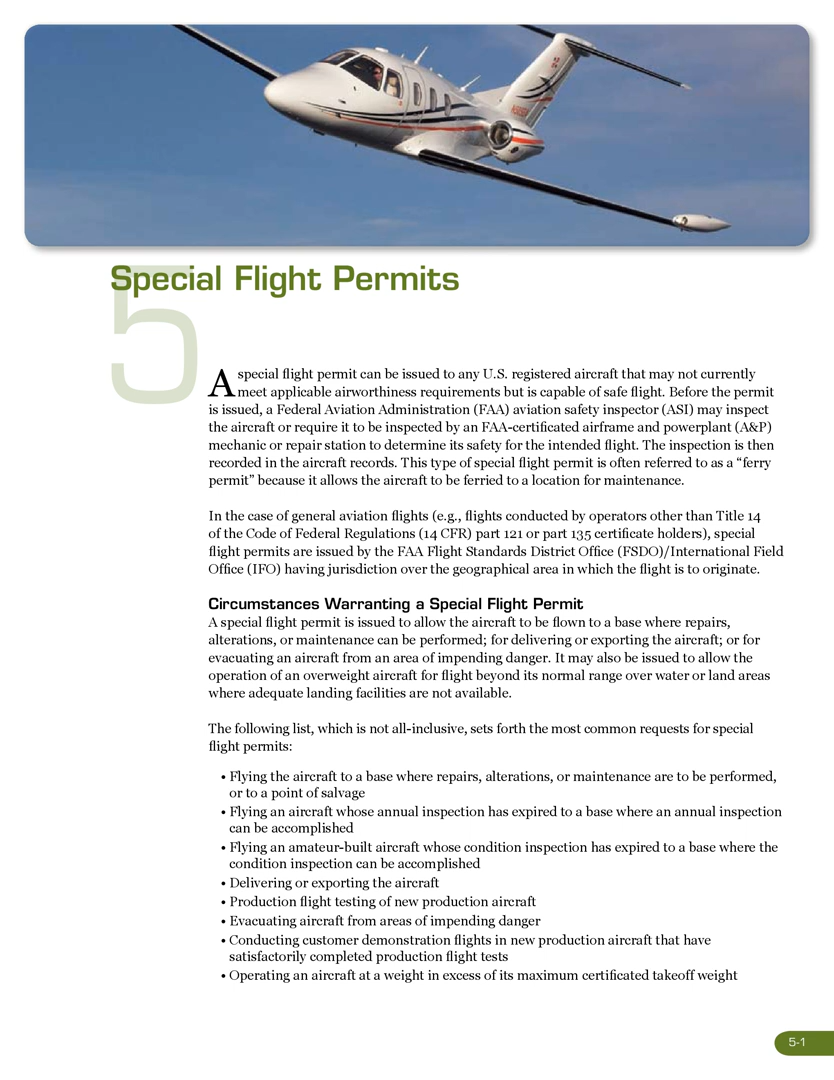 Special Flight Permits
5
A special flight permit can be issued to any U.S. registered aircraft that may not currently
meet applicable airworthiness requirements but is capable of safe flight. Before the permit
is issued, a Federal Aviation Administration (FAA) aviation safety inspector (ASI) may inspect
the aircraft or require it to be inspected by an FAA-certificated airframe and powerplant (A&P)
mechanic or repair station to determine its safety for the intended flight. The inspection is then
recorded in the aircraft records. This type of special flight permit is often referred to as a “ferry
permit” because it allows the aircraft to be ferried to a location for maintenance.
In the case of general aviation flights (e.g., flights conducted by operators other than Title 14
of the Code of Federal Regulations (14 CFR) part 121 or part 135 certificate holders), special
flight permits are issued by the FAA Flight Standards District Office (FSDO)/International Field
Office (IFO) having jurisdiction over the geographical area in which the flight is to originate.
Circumstances Warranting a Special Flight Permit
A special flight permit is issued to allow the aircraft to be flown to a base where repairs,
alterations, or maintenance can be performed; for delivering or exporting the aircraft; or for
evacuating an aircraft from an area of impending danger. It may also be issued to allow the
operation of an overweight aircraft for flight beyond its normal range over water or land areas
where adequate landing facilities are not available.
The following list, which is not all-inclusive, sets forth the most common requests for special
flight permits:
• Flying the aircraft to a base where repairs, alterations, or maintenance are to be performed,
or to a point of salvage
• Flying an aircraft whose annual inspection has expired to a base where an annual inspection
can be accomplished
• Flying an amateur-built aircraft whose condition inspection has expired to a base where the
condition inspection can be accomplished
• Delivering or exporting the aircraft
• Production flight testing of new production aircraft
• Evacuating aircraft from areas of impending danger
• Conducting customer demonstration flights in new production aircraft that have
satisfactorily completed production flight tests
• Operating an aircraft at a weight in excess of its maximum certificated takeoff weight
5-1